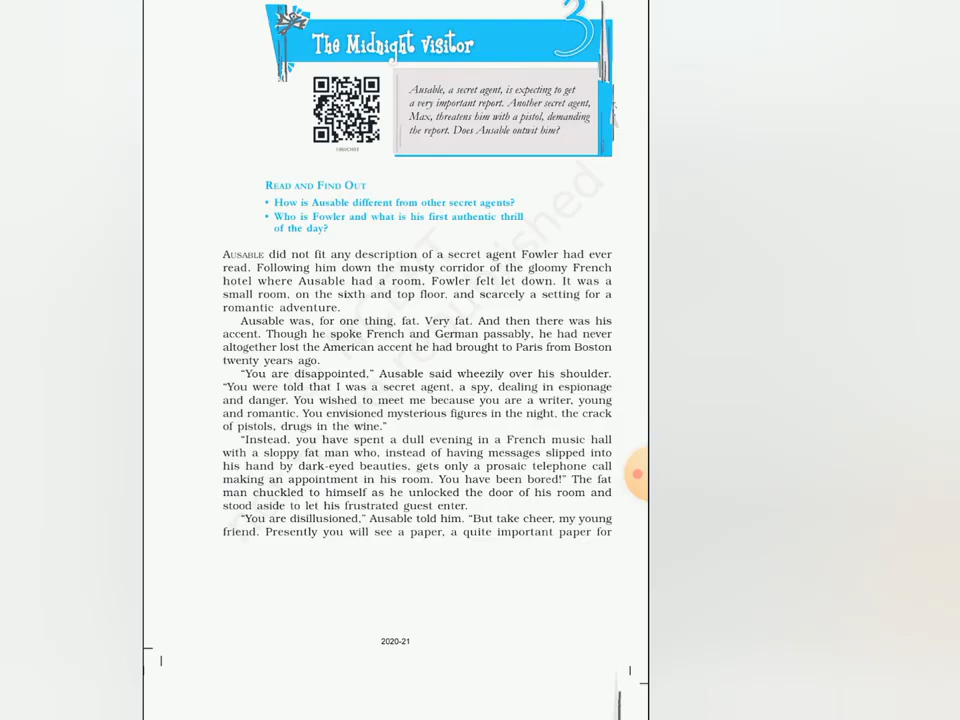 3
The Midnight Visitor
Ausable, a secret agent, is expecting to get
a very important report. Another secret agent,
Max, threatens him with a pistol, demanding
the report. Does Ausable outwit him?
READ AND FIND OUT
• How is Ausable different from other secret agents?
• Who is Fowler and what is his first authentic thrill
of the day?
AUSABLE did not fit any description of a secret agent Fowler had ever
read. Following him down the musty corridor of the gloomy French
hotel where Ausable had a room, Fowler felt let down. It was a
small room, on the sixth and top floor, and scarcely a setting for a
romantic adventure.
Ausable was, for one thing, fat. Very fat. And then there was his
accent. Though he spoke French and German passably, he had never
altogether lost the American accent he had brought to Paris from Boston
twenty years ago.
“You are disappointed,” Ausable said wheezily over his shoulder.
“You were told that I was a secret agent, a spy, dealing in espionage
and danger. You wished to meet me because you are a writer, young
and romantic. You envisioned mysterious figures in the night, the crack
of pistols, drugs in the wine.”
“Instead, you have spent a dull evening in a French music hall
with a sloppy fat man who, instead of having messages slipped into
his hand by dark-eyed beauties, gets only a prosaic telephone call
making an appointment in his room. You have been bored!” The fat
man chuckled to himself as he unlocked the door of his room and
stood aside to let his frustrated guest enter.
“You are disillusioned,” Ausable told him. “But take cheer, my young
friend. Presently you will see a paper, a quite important paper for
2020-21